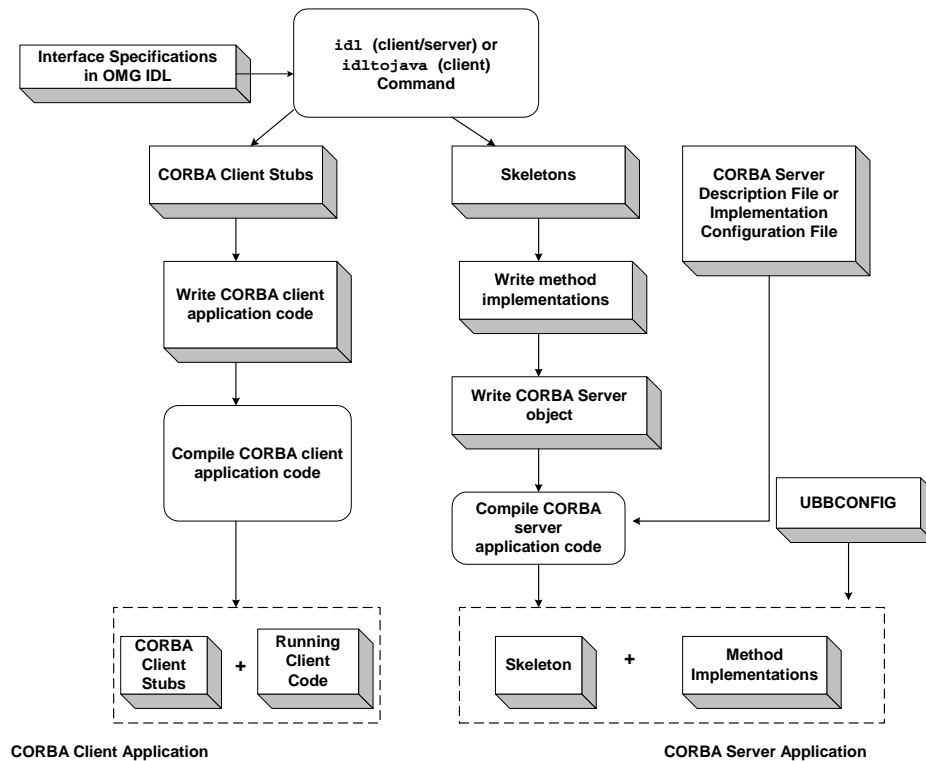 Interface Specifications
in OMG IDL
idl (client/server) or
idltojava (client)
Command
CORBA Client Stubs
Skeletons
CORBA Server
Description File or
Implementation
Configuration File
Write CORBA client
application code
Write method
implementations
Write CORBA Server
object
Compile CORBA client
application code
Compile CORBA
server
application code
UBBCONFIG
CORBA
Client
Stubs
+
Running
Client
Code
Skeleton
+
Method
Implementations
CORBA Client Application
CORBA Server Application